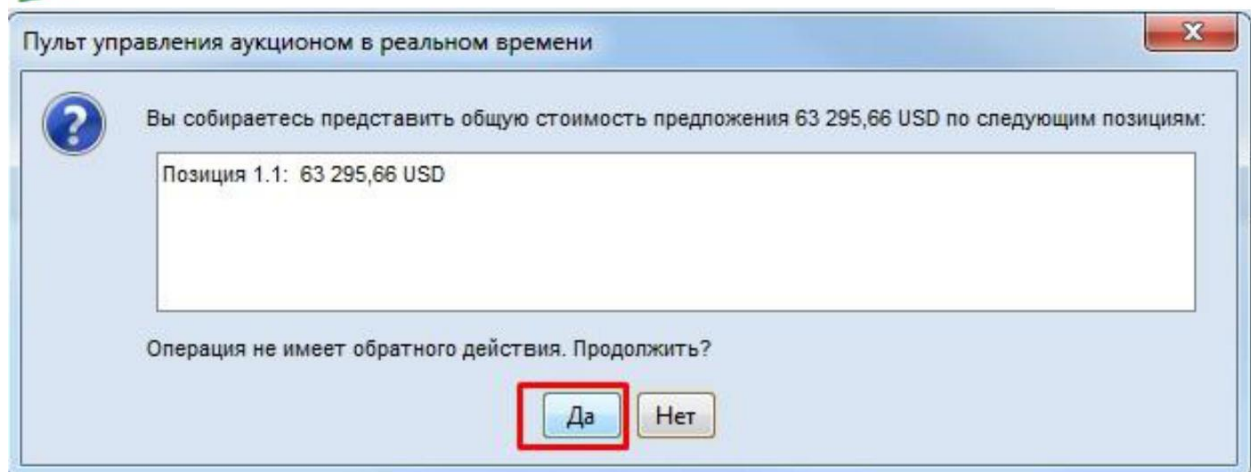 Пульт управления аукционом в реальном времени
Вы собираетесь представить общую стоимость предложения 63 295,66 USD по следующим позициям:
Позиция 1.1: 63 295,66 USD
Операция не имеет обратного действия. Продолжить?
Да Нет